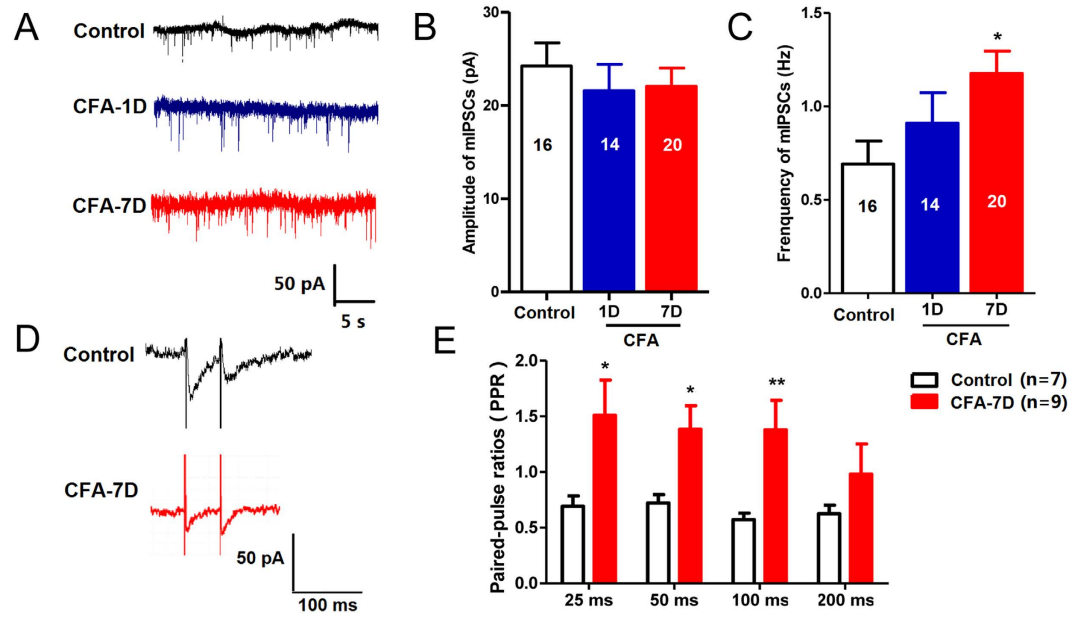 A
Control
CFA-1D
CFA-7D
50 pA
5 s
B
Amplitude of mIPSCs (pA)
30
20
10
0
16
14
20
Control
1D
7D
CFA
C
Frenquency of mIPSCs (Hz)
1.5
1.0
0.5
0.0
*
16
14
20
Control
1D
7D
CFA
D
Control
CFA-7D
50 pA
100 ms
E
Paired-pulse ratios ( PPR)
2.0
1.5
1.0
0.5
0.0
*
*
**
25 ms
50 ms
100 ms
200 ms
Control (n=7)
CFA-7D (n=9)